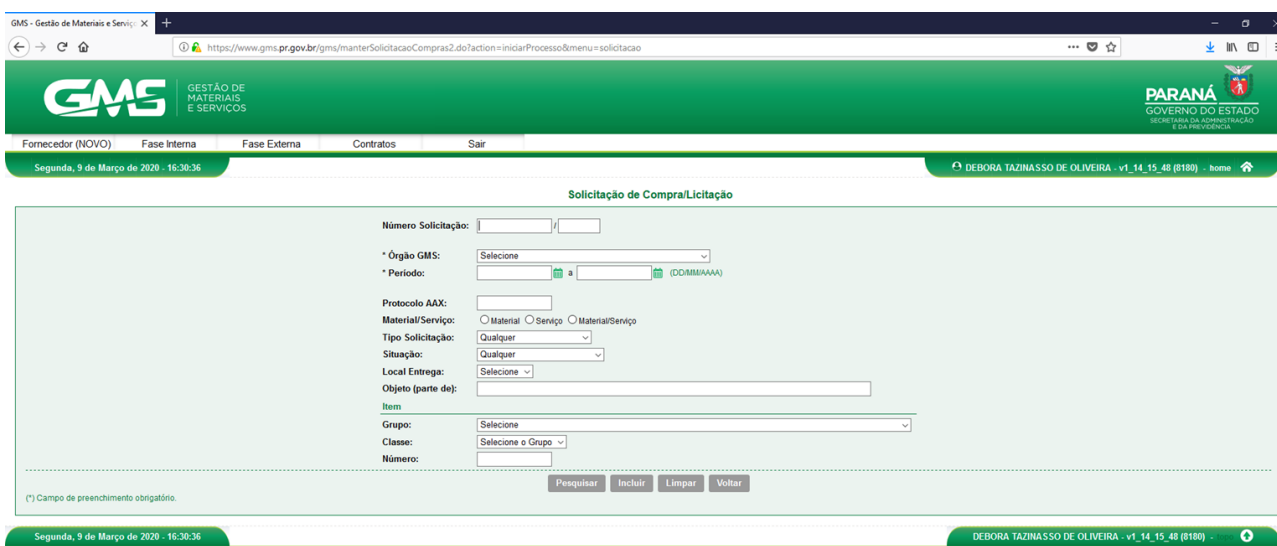 GMS - Gestão de Materiais e Serviço
https://www.gms.pr.gov.br/gms/manterSolicitacaoCompras2.do?action=iniciarProcesso&menu=solicitacao
GMS
GESTÃO DE
MATERIAIS
E SERVIÇOS
PARANÁ
GOVERNO DO ESTADO
SECRETARIA DA ADMINISTRAÇÃO
E DA PREVIDÊNCIA
Fornecedor (NOVO) Fase Interna Fase Externa Contratos Sair
Segunda, 9 de Março de 2020 - 16:30:36 DEBORA TAZINASSO DE OLIVEIRA - v1_14_15_48 (8180) - home
Solicitação de Compra/Licitação
Número Solicitação: /
* Órgão GMS: Selecione
* Período: a (DD/MM/AAAA)
Protocolo AAX:
Material/Serviço: Material Serviço Material/Serviço
Tipo Solicitação: Qualquer
Situação: Qualquer
Local Entrega: Selecione
Objeto (parte de):
Item
Grupo: Selecione
Classe: Selecione o Grupo
Número:
Pesquisar Incluir Limpar Voltar
(*) Campo de preenchimento obrigatório.
Segunda, 9 de Março de 2020 - 16:30:36 DEBORA TAZINASSO DE OLIVEIRA - v1_14_15_48 (8180) -